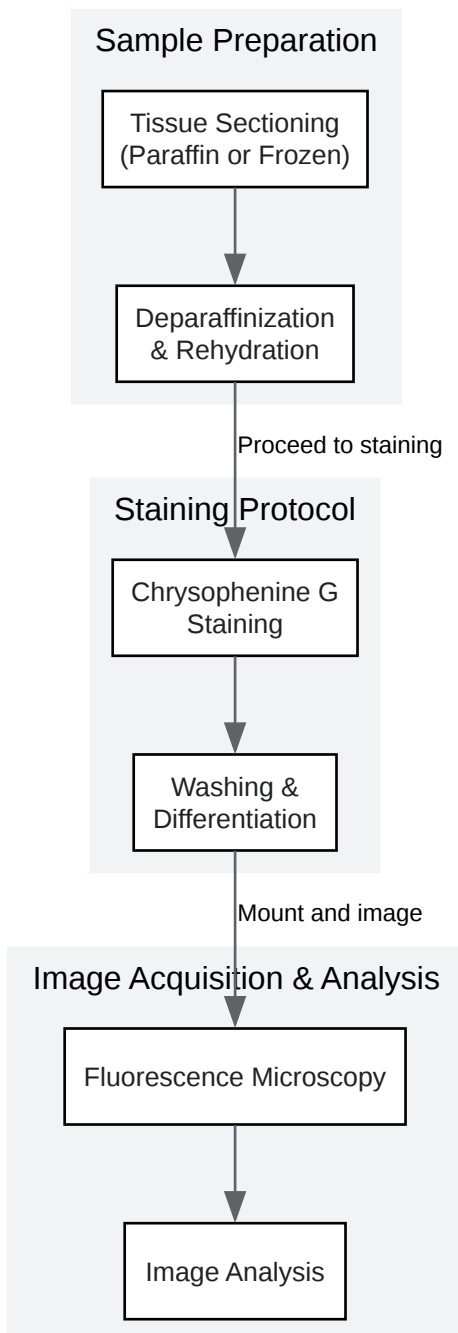 Sample Preparation
Tissue Sectioning
(Paraffin or Frozen)
Deparaffinization
& Rehydration
Proceed to staining
Staining Protocol
Chrysophenine G
Staining
Washing &
Differentiation
Mount and image
Image Acquisition & Analysis
Fluorescence Microscopy
Image Analysis